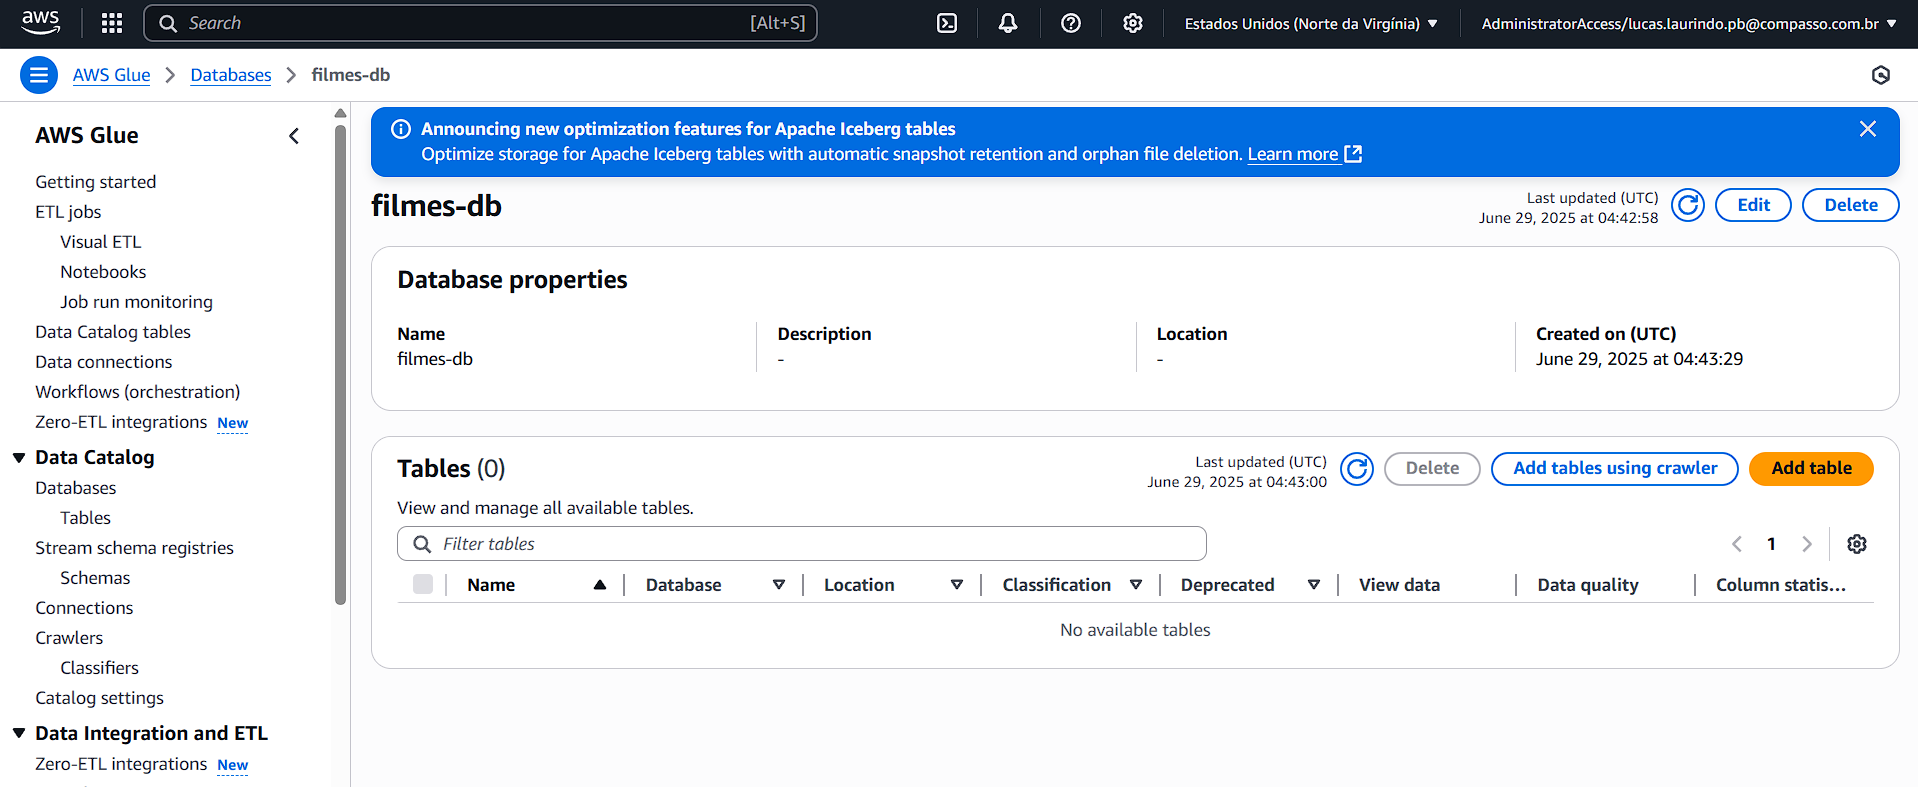 aws
Search [Alt+S]
Estados Unidos (Norte da Virgínia)
AdministratorAccess/lucas.laurindo.pb@compasso.com.br
AWS Glue
Databases
filmes-db
AWS Glue
Getting started
ETL jobs
Visual ETL
Notebooks
Job run monitoring
Data Catalog tables
Data connections
Workflows (orchestration)
Zero-ETL integrations New
Data Catalog
Databases
Tables
Stream schema registries
Schemas
Connections
Crawlers
Classifiers
Catalog settings
Data Integration and ETL
Zero-ETL integrations New
Announcing new optimization features for Apache Iceberg tables
Optimize storage for Apache Iceberg tables with automatic snapshot retention and orphan file deletion. Learn more
filmes-db
Last updated (UTC)
June 29, 2025 at 04:42:58
Edit
Delete
Database properties
Name
filmes-db
Description
-
Location
-
Created on (UTC)
June 29, 2025 at 04:43:29
Tables (0)
Last updated (UTC)
June 29, 2025 at 04:43:00
Delete
Add tables using crawler
Add table
View and manage all available tables.
Filter tables
1
Name
Database
Location
Classification
Deprecated
View data
Data quality
Column statis...
No available tables